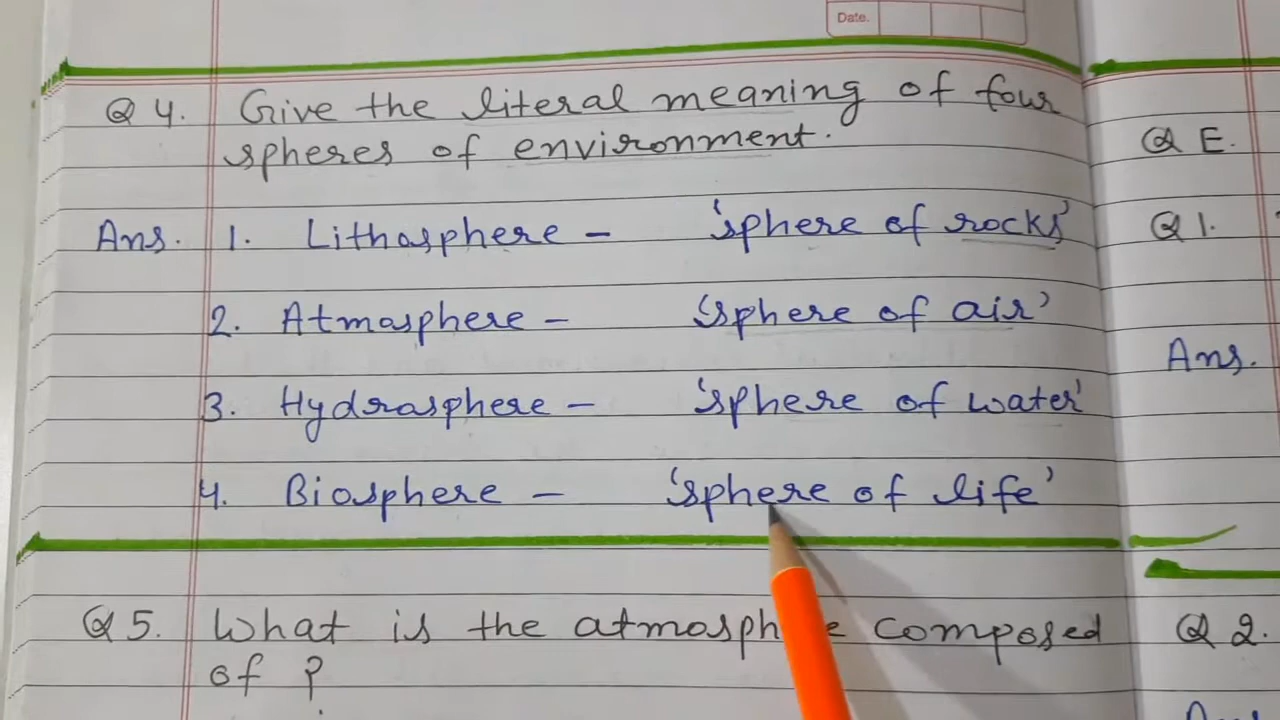 Date.
Q 4. Give the literal meaning of four
spheres of environment.
Ans. 1. Lithosphere - 'sphere of rocks'
2. Atmosphere - 'sphere of air'
3. Hydrosphere - 'sphere of water'
4. Biosphere - 'sphere of life'
Q 5. What is the atmosph e composed
of ?
Q E.
Q 1.
Ans.
Q 2.